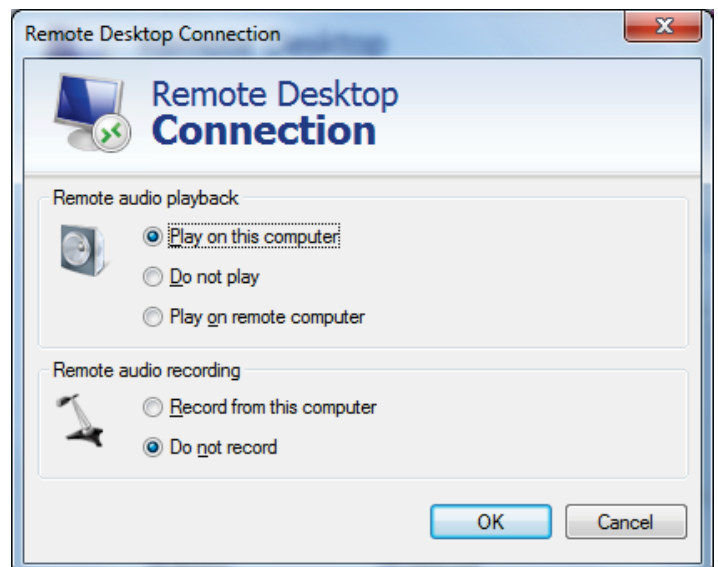 Remote Desktop Connection
Remote Desktop
Connection
Remote audio playback
Play on this computer
Do not play
Play on remote computer
Remote audio recording
Record from this computer
Do not record
OK
Cancel